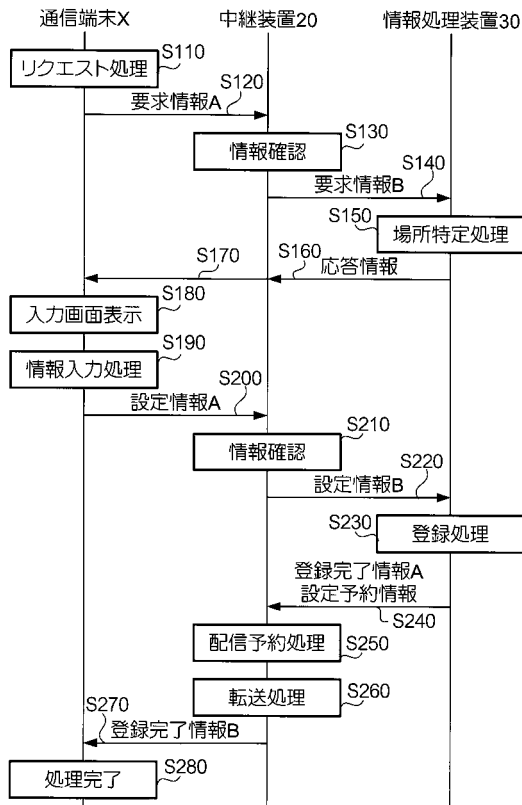 通信端末X 中継装置20 情報処理装置30
リクエスト処理 S110
要求情報A S120
情報確認 S130
要求情報B S140
S150 場所特定処理
S170 S160 応答情報
入力画面表示 S180
情報入力処理 S190
設定情報A S200
情報確認 S210
設定情報B S220
S230 登録処理
登録完了情報A
設定予約情報
S240
配信予約処理 S250
転送処理 S260
S270 登録完了情報B
処理完了 S280